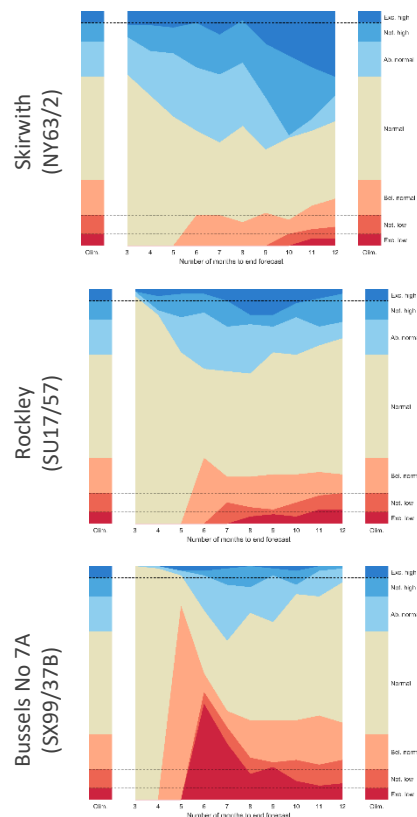 Skirwith
(NY63/2)
Exc. high
Not. high
Ab. normal
Normal
Bel. normal
Not. low
Exc. low
Clim.
3 4 5 6 7 8 9 10 11 12
Clim.
Number of months to end forecast
Rockley
(SU17/57)
Exc. high
Not. high
Ab. normal
Normal
Bel. normal
Not. low
Exc. low
Clim.
3 4 5 6 7 8 9 10 11 12
Clim.
Number of months to end forecast
Bussels No 7A
(SX99/37B)
Exc. high
Not. high
Ab. normal
Normal
Bel. normal
Not. low
Exc. low
Clim.
3 4 5 6 7 8 9 10 11 12
Clim.
Number of months to end forecast